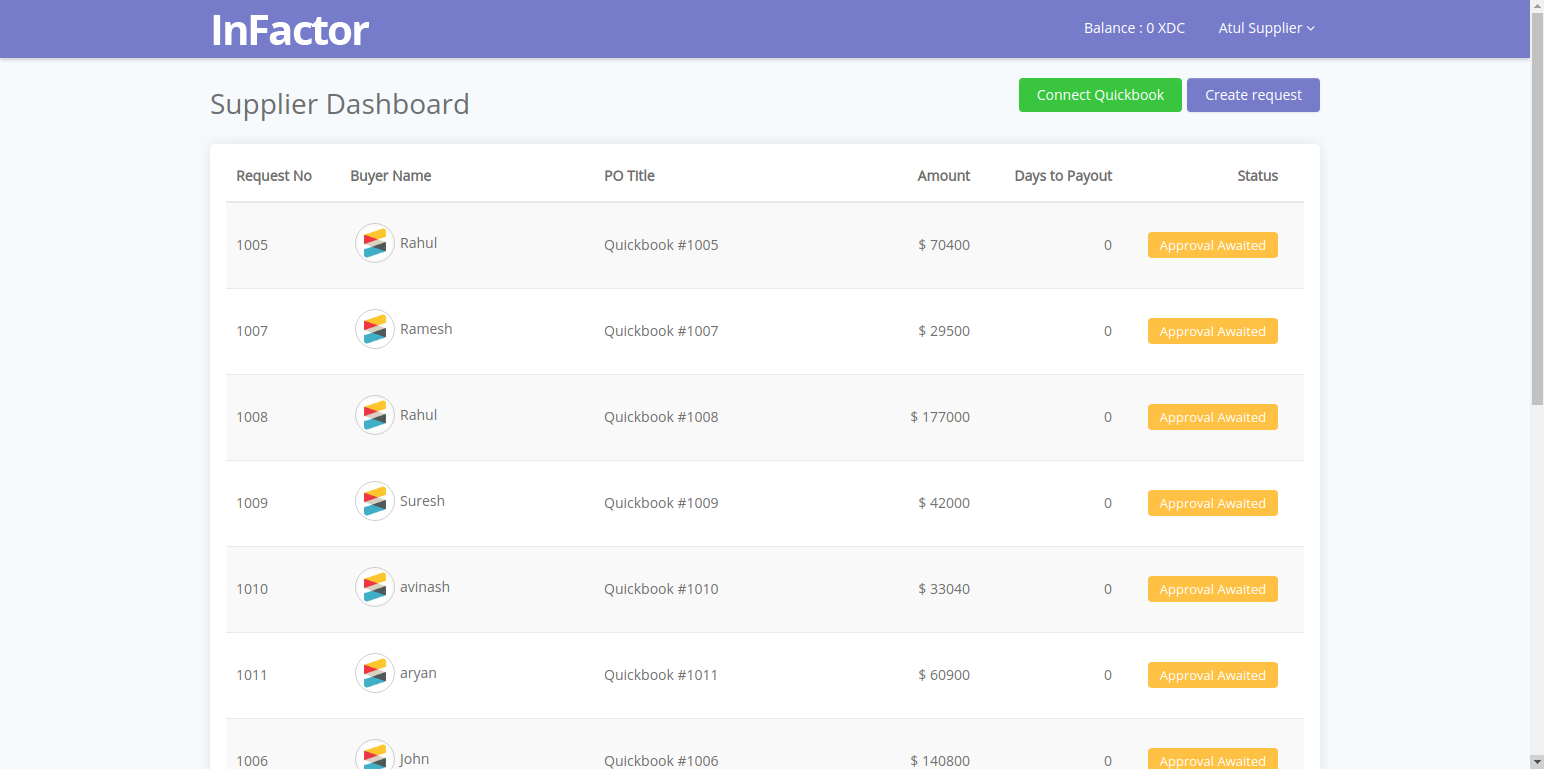 InFactor Balance : 0 XDC Atul Supplier
Supplier Dashboard Connect Quickbook Create request
Request No Buyer Name PO Title Amount Days to Payout Status
1005 Rahul Quickbook #1005 $ 70400 0 Approval Awaited
1007 Ramesh Quickbook #1007 $ 29500 0 Approval Awaited
1008 Rahul Quickbook #1008 $ 177000 0 Approval Awaited
1009 Suresh Quickbook #1009 $ 42000 0 Approval Awaited
1010 avinash Quickbook #1010 $ 33040 0 Approval Awaited
1011 aryan Quickbook #1011 $ 60900 0 Approval Awaited
1006 John Quickbook #1006 $ 140800 0 Approval Awaited